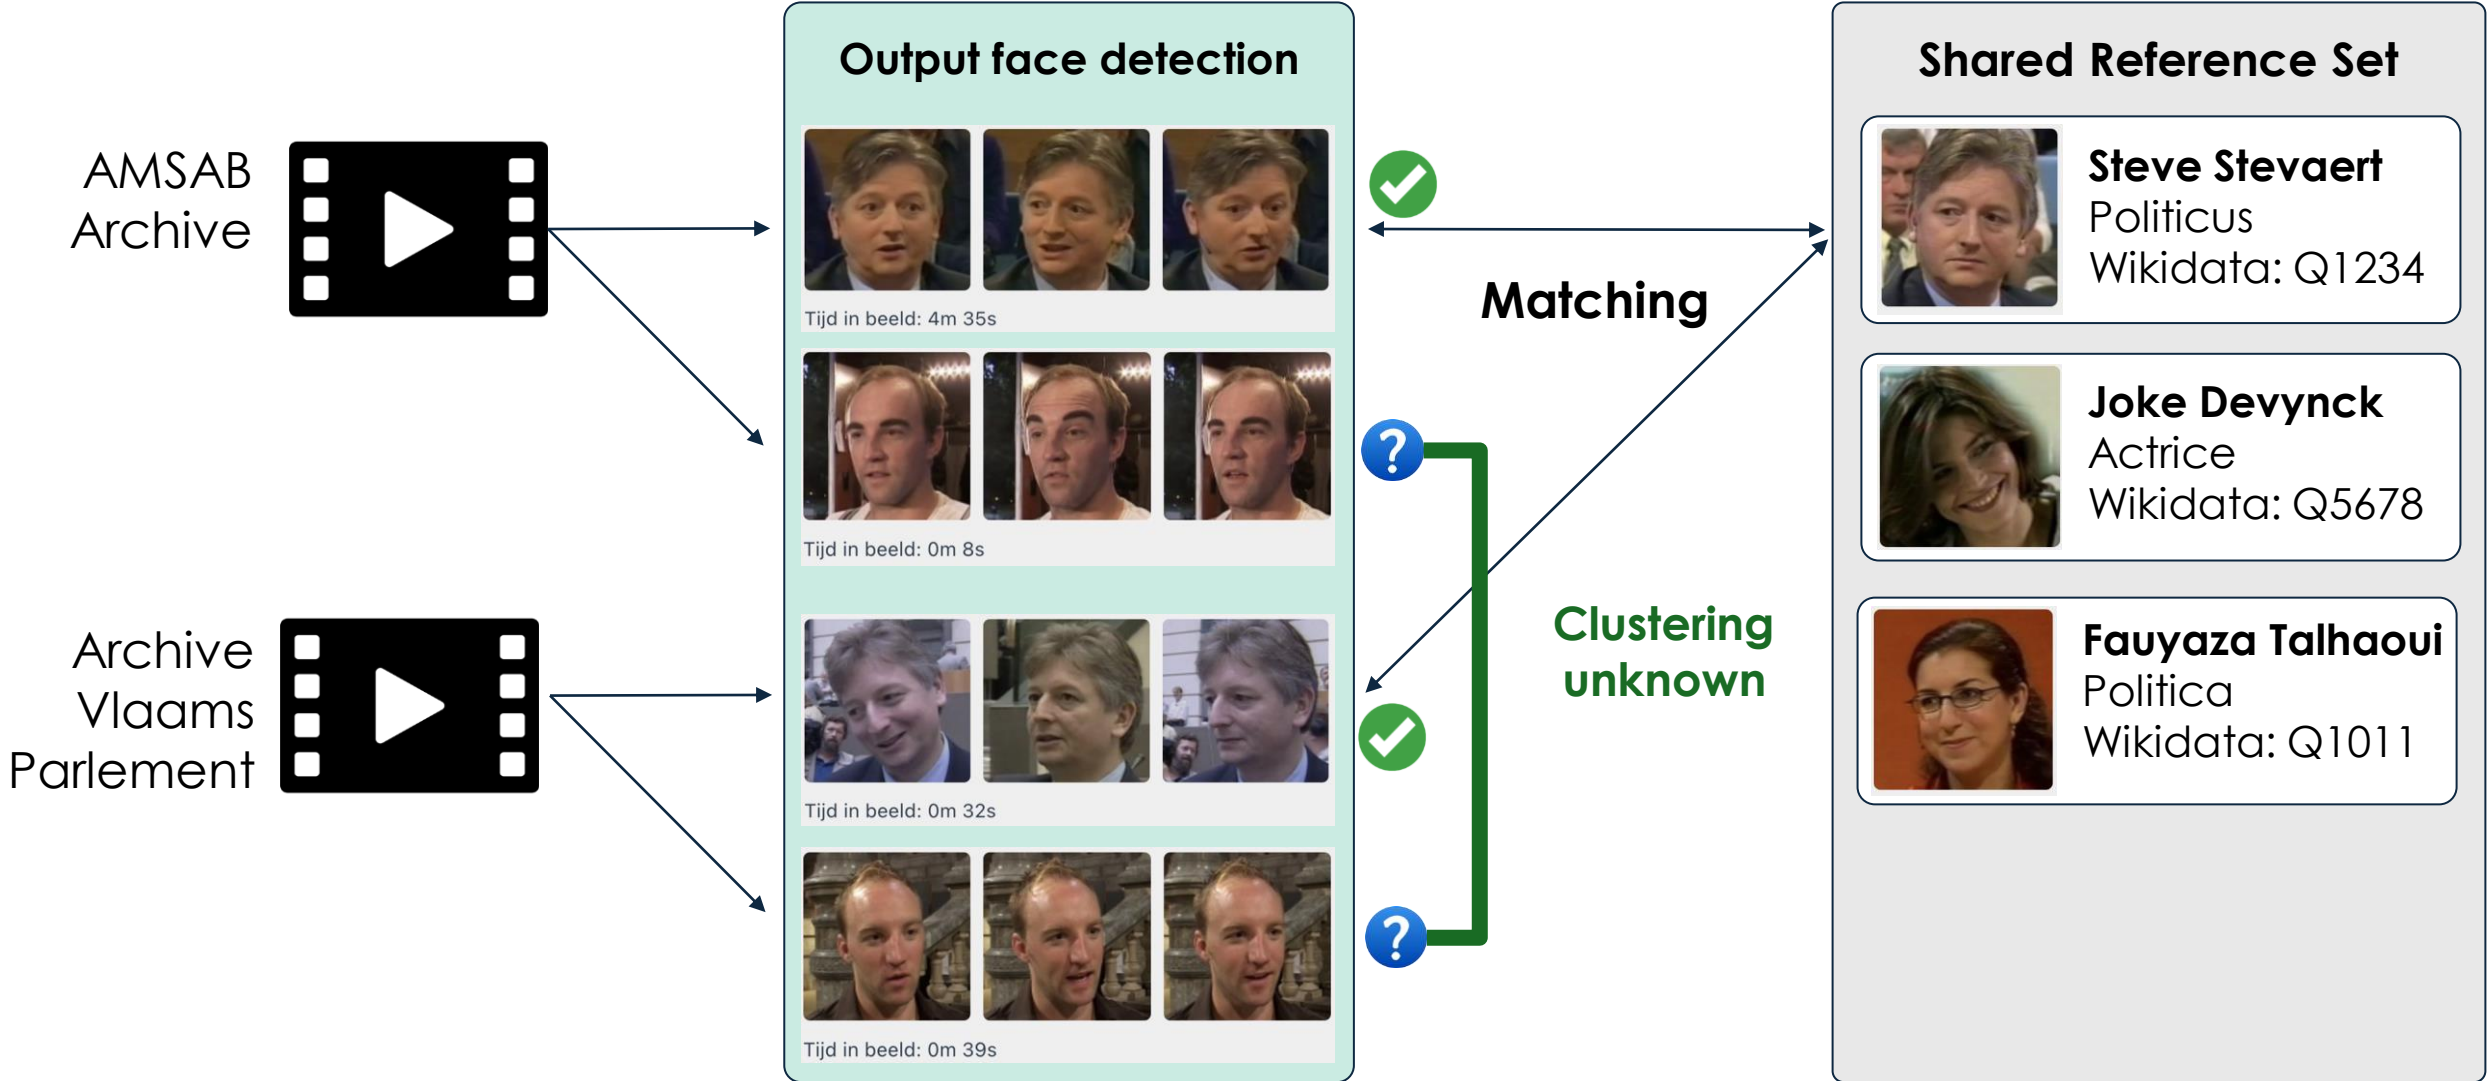 AMSAB
Archive
Archive
Vlaams
Parlement
Output face detection
Tijd in beeld: 4m 35s
Tijd in beeld: 0m 8s
Tijd in beeld: 0m 32s
Tijd in beeld: 0m 39s
?
?
Matching
Clustering
unknown
Shared Reference Set
Steve Stevaert
Politicus
Wikidata: Q1234
Joke Devynck
Actrice
Wikidata: Q5678
Fauyaza Talhaoui
Politica
Wikidata: Q1011